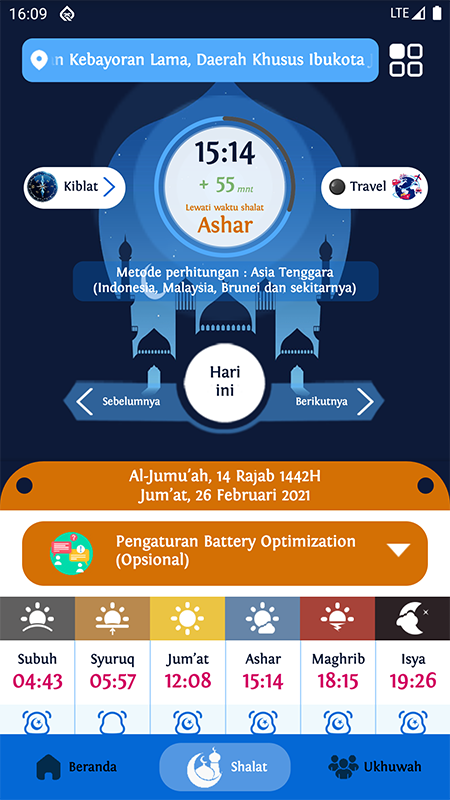 16:09
LTE
Kebayoran Lama, Daerah Khusus Ibukota
15:14
+ 55 mnt
Lewati waktu shalat
Ashar
Kiblat
Travel
Metode perhitungan : Asia Tenggara
(Indonesia, Malaysia, Brunei dan sekitarnya)
Hari
ini
Sebelumnya
Berikutnya
Al-Jumu'ah, 14 Rajab 1442H
Jum'at, 26 Februari 2021
Pengaturan Battery Optimization
(Opsional)
Subuh Syuruq Jum'at Ashar Maghrib Isya
04:43 05:57 12:08 15:14 18:15 19:26
Beranda Shalat Ukhuwah